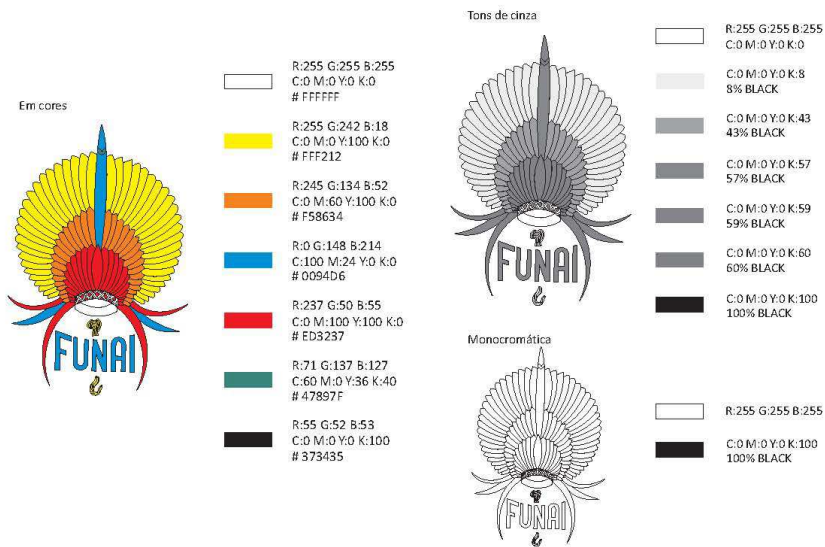 Em cores
FUNAI
R:255 G:255 B:255
C:0 M:0 Y:0 K:0
# FFFFFF
R:255 G:242 B:18
C:0 M:0 Y:100 K:0
# FFF212
R:245 G:134 B:52
C:0 M:60 Y:100 K:0
# F58634
R:0 G:148 B:214
C:100 M:24 Y:0 K:0
# 0094D6
R:237 G:50 B:55
C:0 M:100 Y:100 K:0
# ED3237
R:71 G:137 B:127
C:60 M:0 Y:36 K:40
# 47897F
R:55 G:52 B:53
C:0 M:0 Y:0 K:100
# 373435
Tons de cinza
FUNAI
R:255 G:255 B:255
C:0 M:0 Y:0 K:0
C:0 M:0 Y:0 K:8
8% BLACK
C:0 M:0 Y:0 K:43
43% BLACK
C:0 M:0 Y:0 K:57
57% BLACK
C:0 M:0 Y:0 K:59
59% BLACK
C:0 M:0 Y:0 K:60
60% BLACK
C:0 M:0 Y:0 K:100
100% BLACK
Monocromática
FUNAI
R:255 G:255 B:255
C:0 M:0 Y:0 K:100
100% BLACK